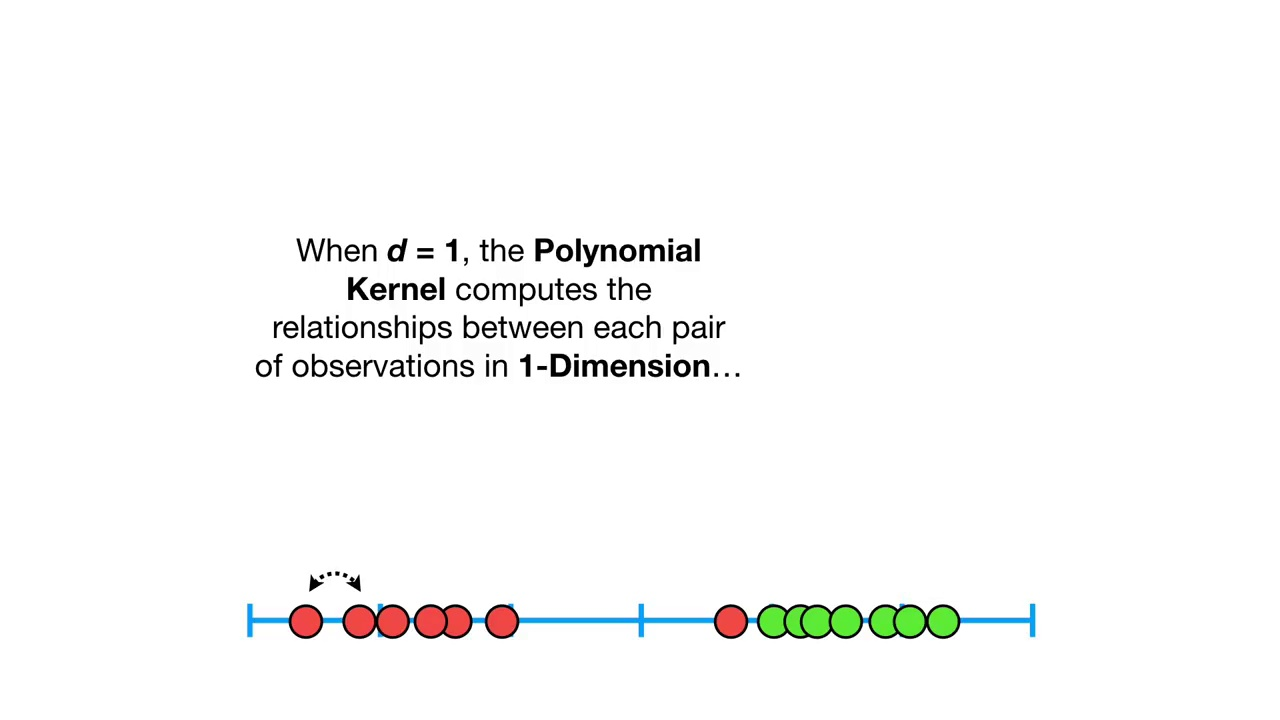 When d = 1, the Polynomial
Kernel computes the
relationships between each pair
of observations in 1-Dimension…